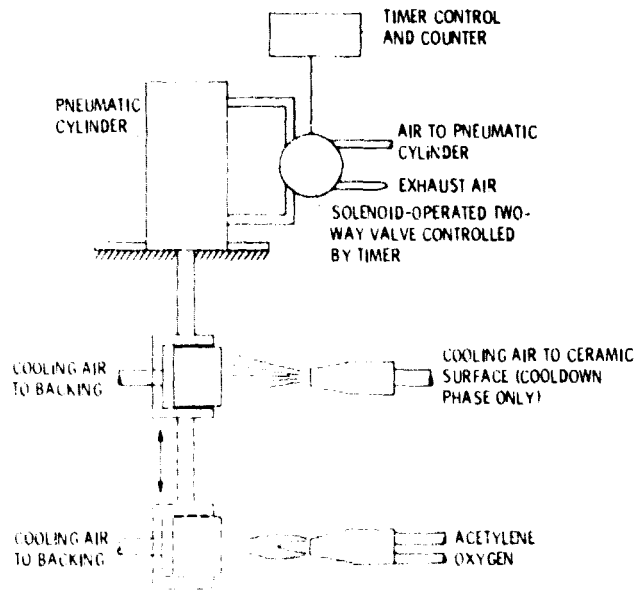 TIMER CONTROL
AND COUNTER
PNEUMATIC
CYLINDER
AIR TO PNEUMATIC
CYLINDER
EXHAUST AIR
SOLENOID-OPERATED TWO-
WAY VALVE CONTROLLED
BY TIMER
COOLING AIR
TO BACKING
COOLING AIR TO CERAMIC
SURFACE (COOLDOWN
PHASE ONLY)
COOLING AIR
TO BACKING
ACETYLENE
OXYGEN